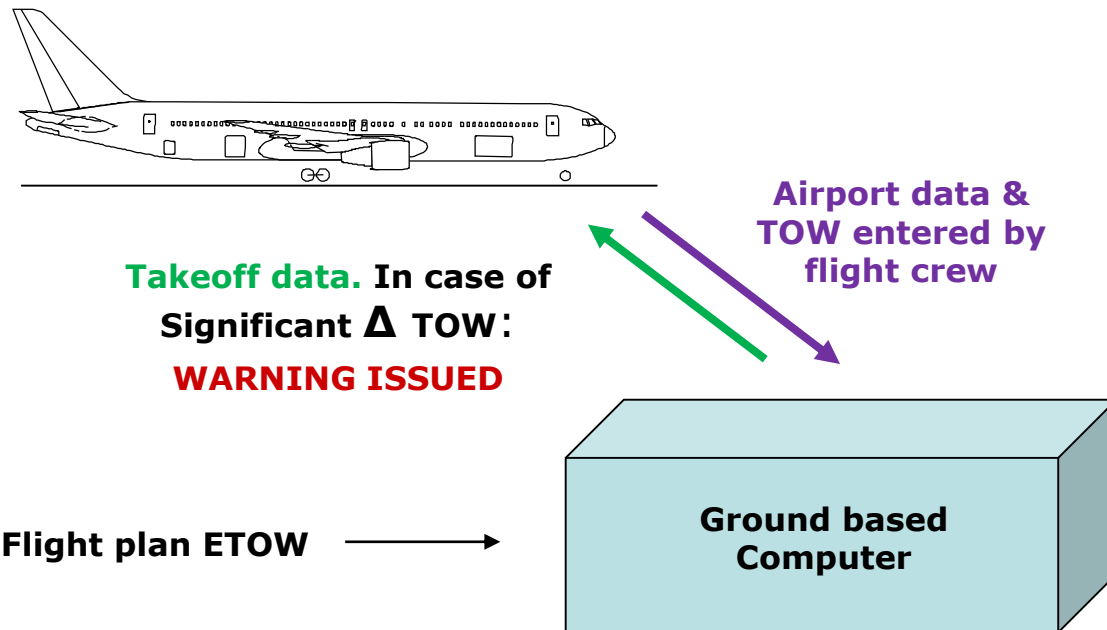 Airport data &
TOW entered by
flight crew
Takeoff data. In case of
Significant Δ TOW:
WARNING ISSUED
Flight plan ETOW
Ground based
Computer